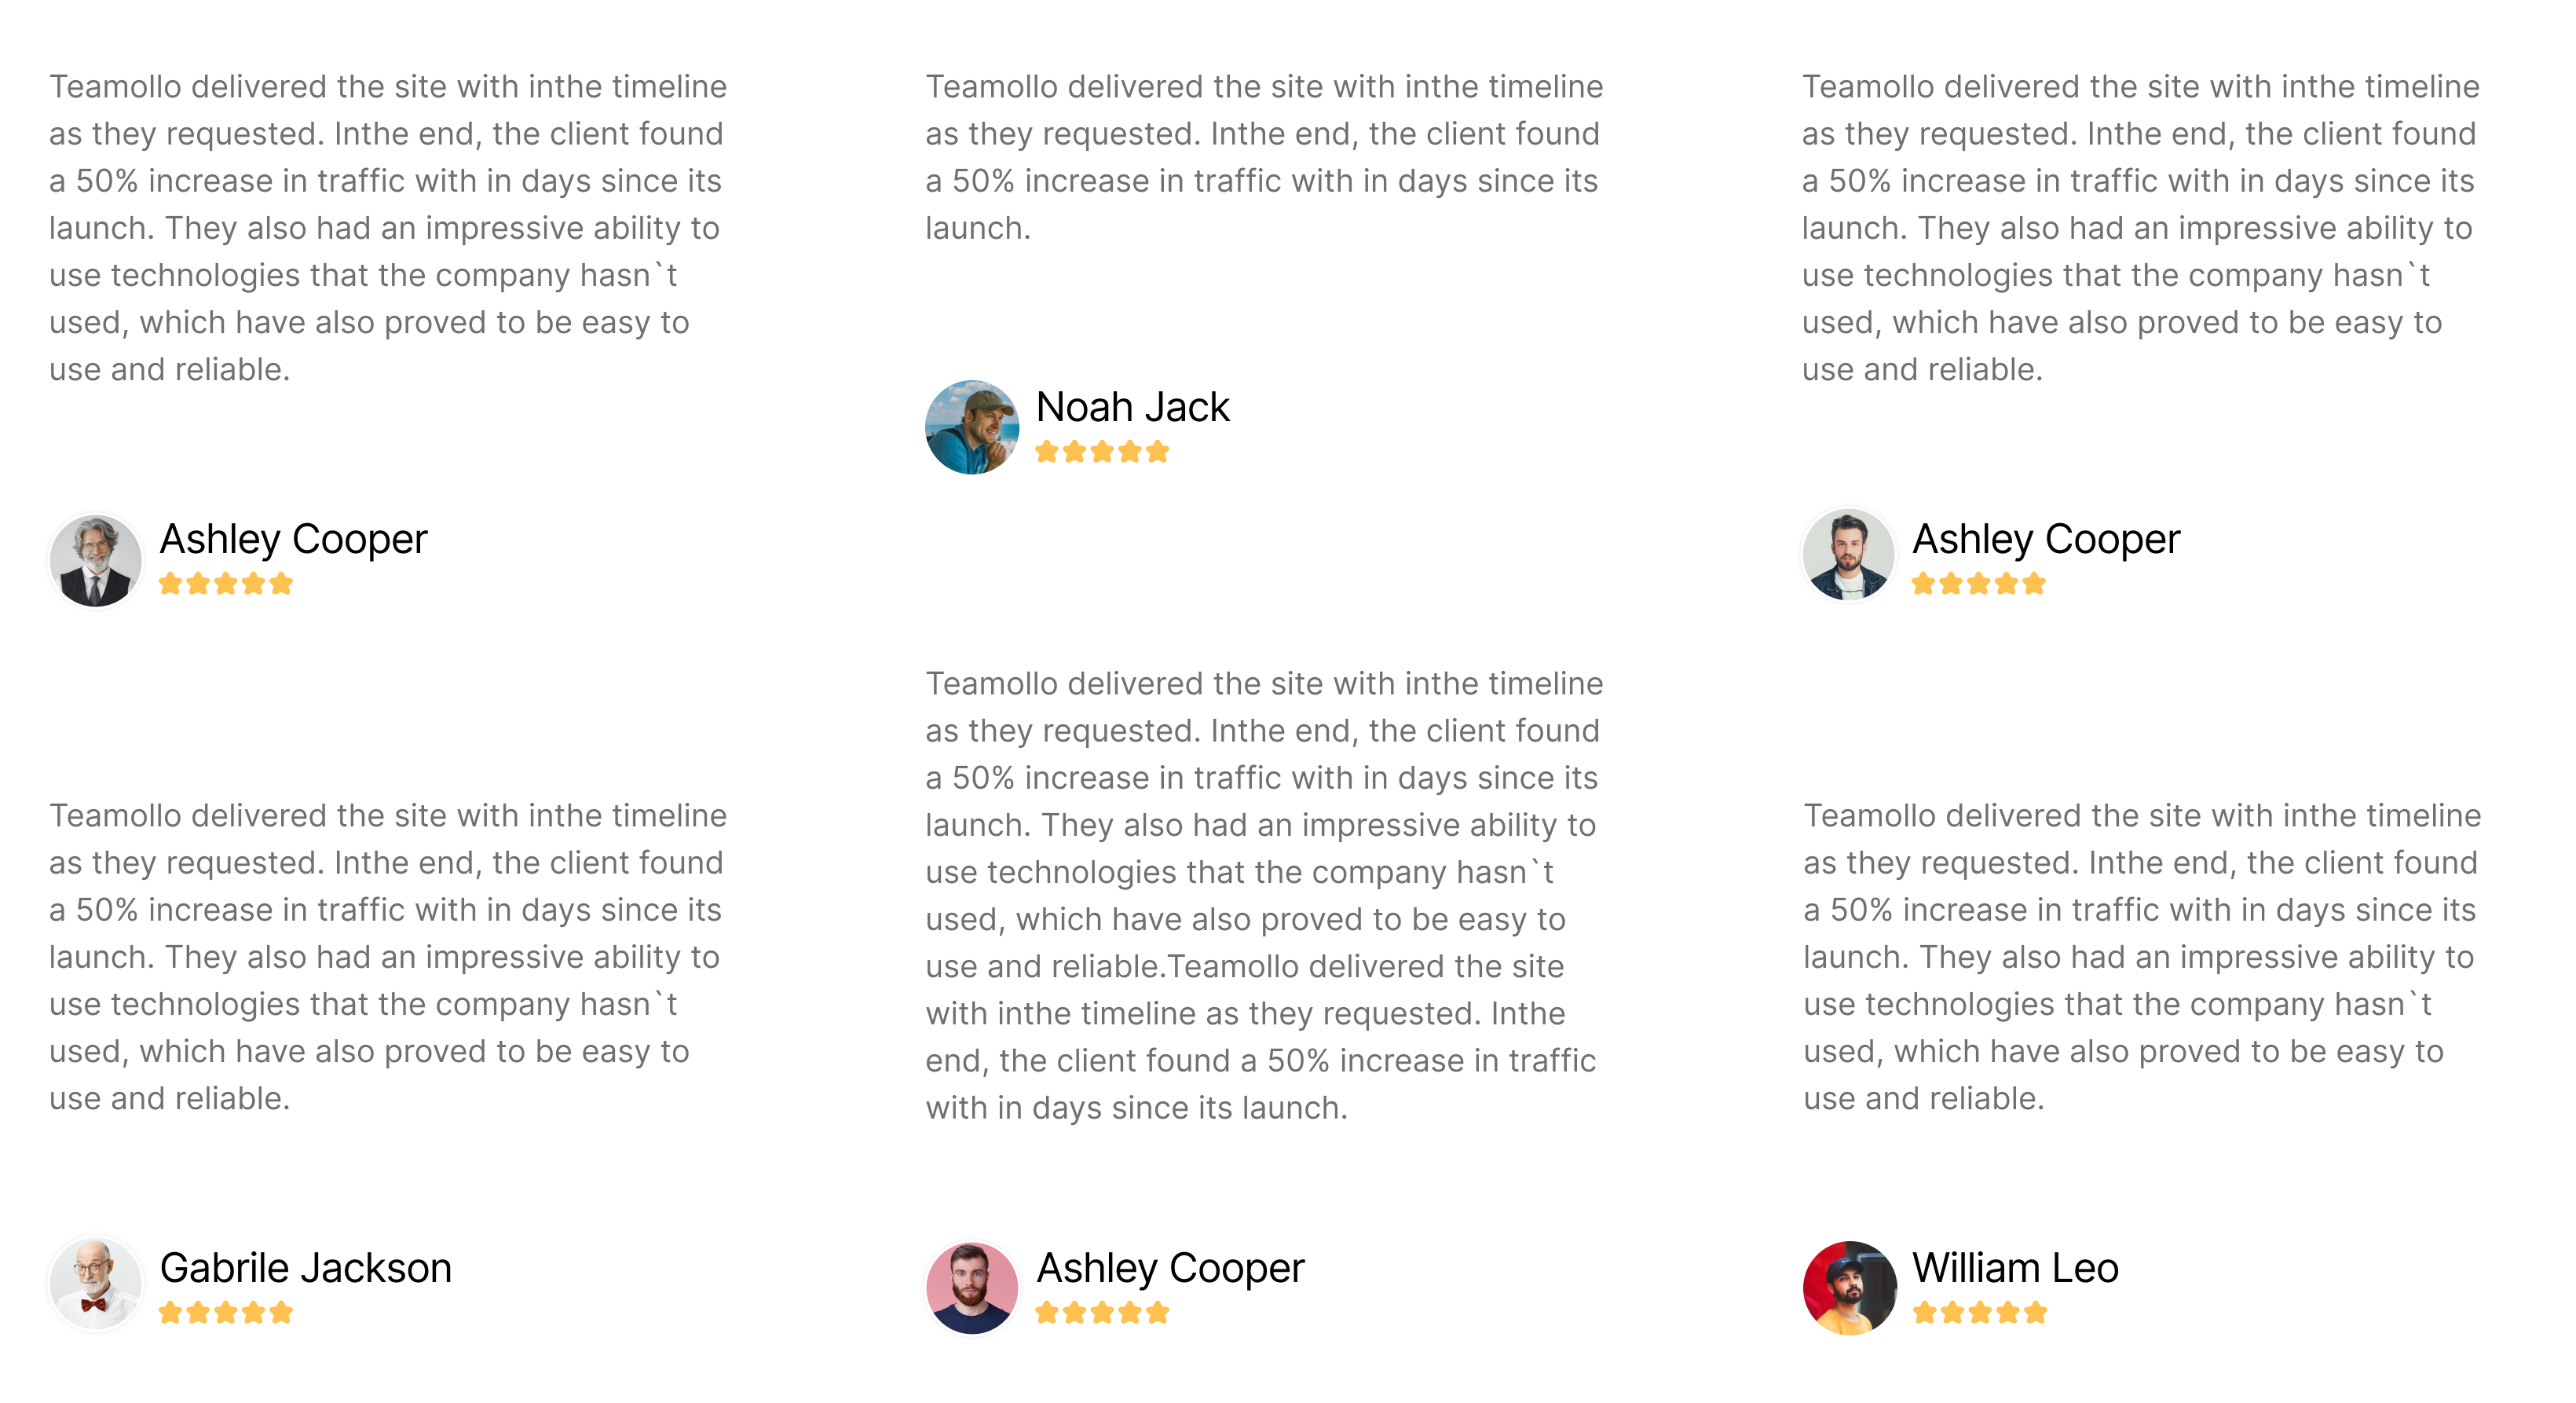 Teamollo delivered the site with inthe timeline
as they requested. Inthe end, the client found
a 50% increase in traffic with in days since its
launch. They also had an impressive ability to
use technologies that the company hasn`t
used, which have also proved to be easy to
use and reliable.
Ashley Cooper
Teamollo delivered the site with inthe timeline
as they requested. Inthe end, the client found
a 50% increase in traffic with in days since its
launch.
Noah Jack
Teamollo delivered the site with inthe timeline
as they requested. Inthe end, the client found
a 50% increase in traffic with in days since its
launch. They also had an impressive ability to
use technologies that the company hasn`t
used, which have also proved to be easy to
use and reliable.
Ashley Cooper
Teamollo delivered the site with inthe timeline
as they requested. Inthe end, the client found
a 50% increase in traffic with in days since its
launch. They also had an impressive ability to
use technologies that the company hasn`t
used, which have also proved to be easy to
use and reliable.
Gabrile Jackson
Teamollo delivered the site with inthe timeline
as they requested. Inthe end, the client found
a 50% increase in traffic with in days since its
launch. They also had an impressive ability to
use technologies that the company hasn`t
used, which have also proved to be easy to
use and reliable.Teamollo delivered the site
with inthe timeline as they requested. Inthe
end, the client found a 50% increase in traffic
with in days since its launch.
Ashley Cooper
Teamollo delivered the site with inthe timeline
as they requested. Inthe end, the client found
a 50% increase in traffic with in days since its
launch. They also had an impressive ability to
use technologies that the company hasn`t
used, which have also proved to be easy to
use and reliable.
William Leo